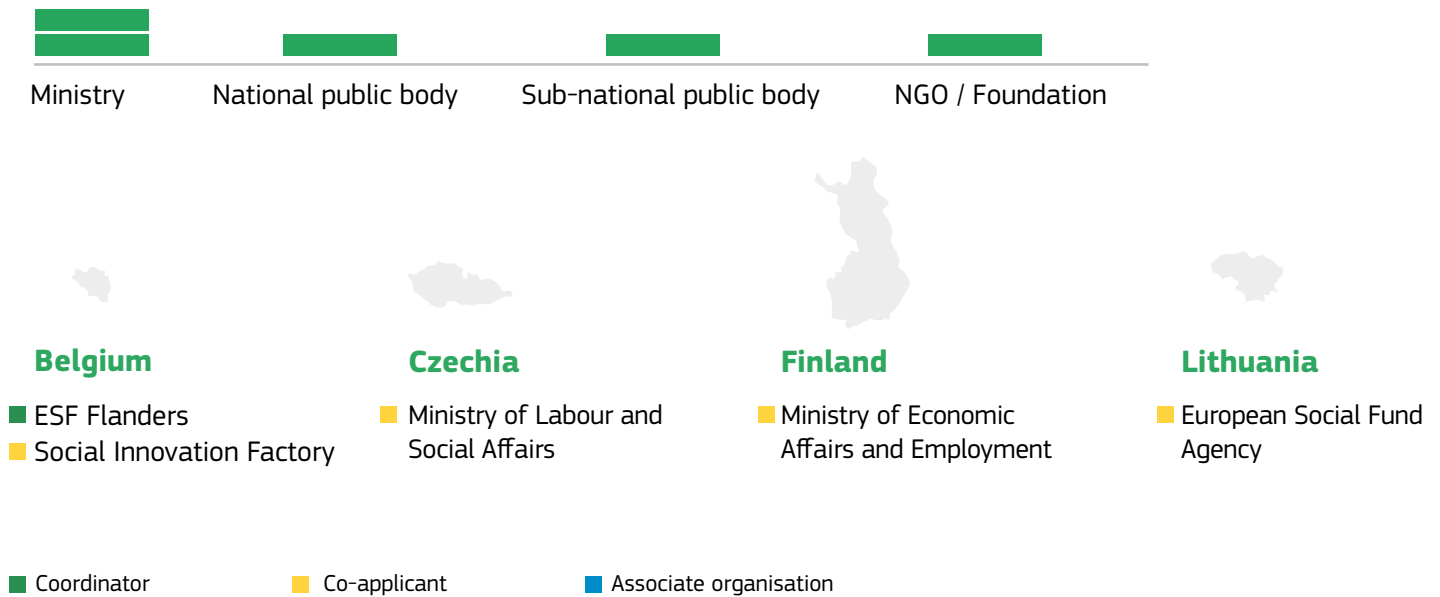 Ministry
National public body
Sub-national public body
NGO / Foundation
Belgium
ESF Flanders
Social Innovation Factory
Czechia
Ministry of Labour and
Social Affairs
Finland
Ministry of Economic
Affairs and Employment
Lithuania
European Social Fund
Agency
Coordinator
Co-applicant
Associate organisation